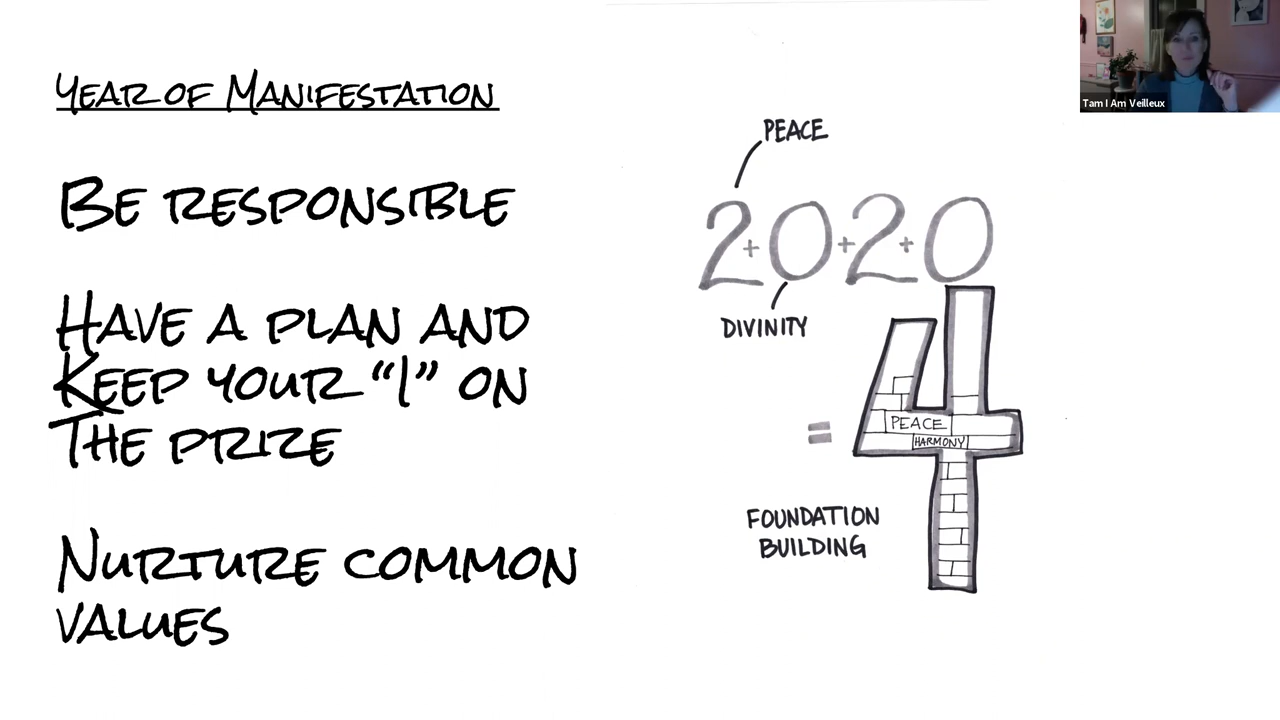 Year of Manifestation
Be responsible
Have a plan and
Keep your “I” on
The prize
Nurture common
values
PEACE
2+0+2+0
DIVINITY
= 4
PEACE
HARMONY
FOUNDATION
BUILDING
Tam I Am Veilleux